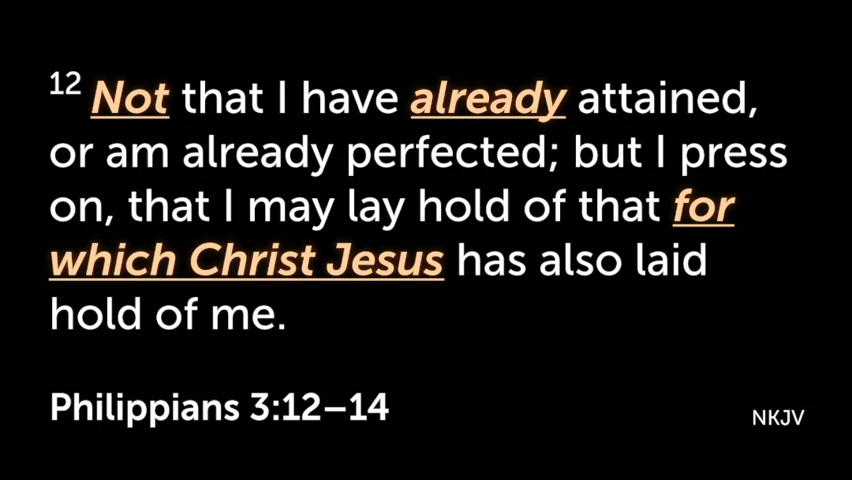 12 Not that I have already attained,
or am already perfected; but I press
on, that I may lay hold of that for
which Christ Jesus has also laid
hold of me.
Philippians 3:12–14
NKJV